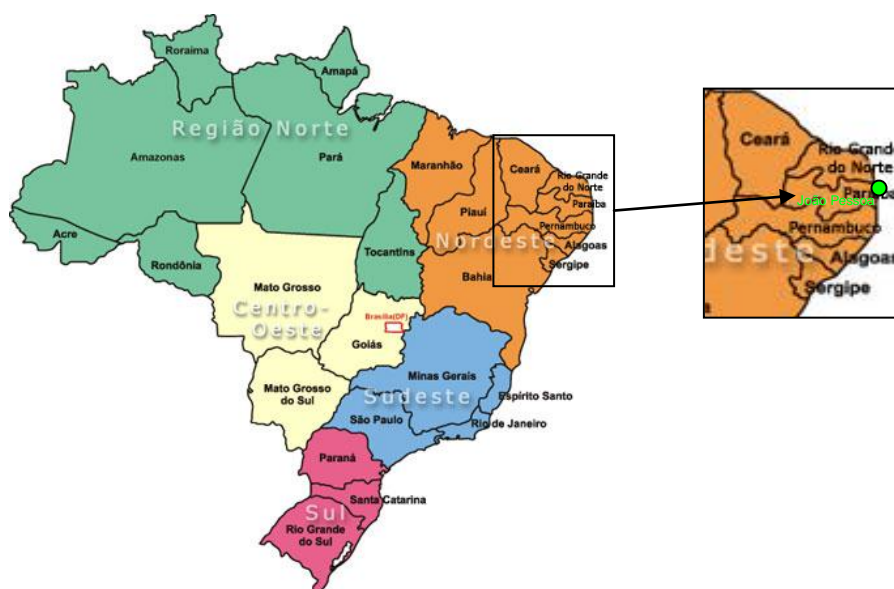 Roraima
Amapá
Região Norte
Amazonas
Pará
Maranhão
Ceará
Rio Grande
do Norte
Paraíba
Piauí
Pernambuco
Nordeste
Alagoas
Sergipe
Acre
Rondônia
Tocantins
Bahia
Mato Grosso
Centro-
Oeste
Brasília(DF)
Goiás
Minas Gerais
Mato Grosso
do Sul
Sudeste
Espírito Santo
São Paulo
Rio de Janeiro
Paraná
Santa Catarina
Sul
Rio Grande
do Sul
Ceará
Rio Grande
do Norte
Paraíba
João Pessoa
Pernambuco
deste
Alagoas
Sergipe